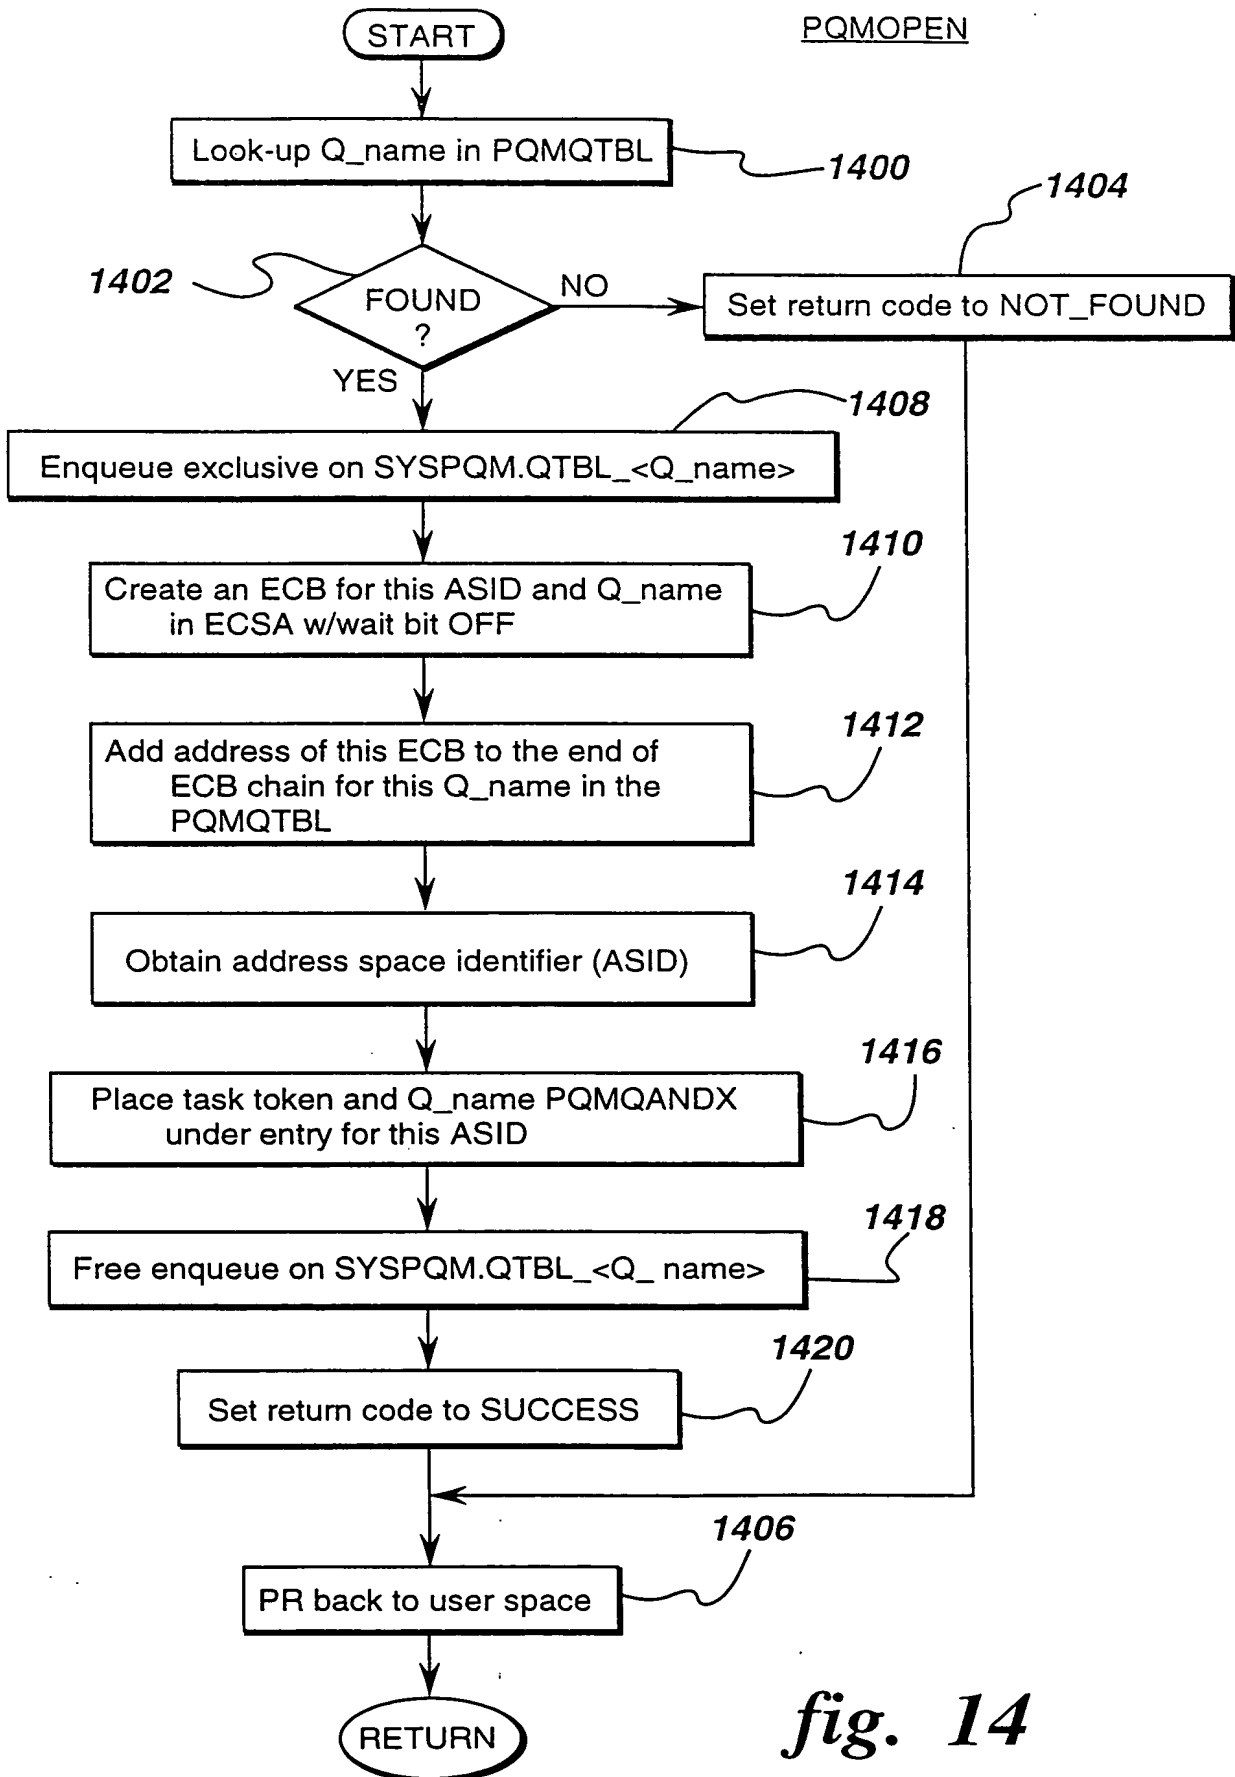 PQMOPEN
START
Look-up Q_name in PQMQTBL
1400
1404
1402
FOUND
?
NO
Set return code to NOT_FOUND
YES
1408
Enqueue exclusive on SYSPQM.QTBL_<Q_name>
1410
Create an ECB for this ASID and Q_name
in ECSA w/wait bit OFF
1412
Add address of this ECB to the end of
ECB chain for this Q_name in the
PQMQTBL
1414
Obtain address space identifier (ASID)
1416
Place task token and Q_name PQMQANDX
under entry for this ASID
1418
Free enqueue on SYSPQM.QTBL_<Q_ name>
1420
Set return code to SUCCESS
1406
PR back to user space
RETURN
fig. 14